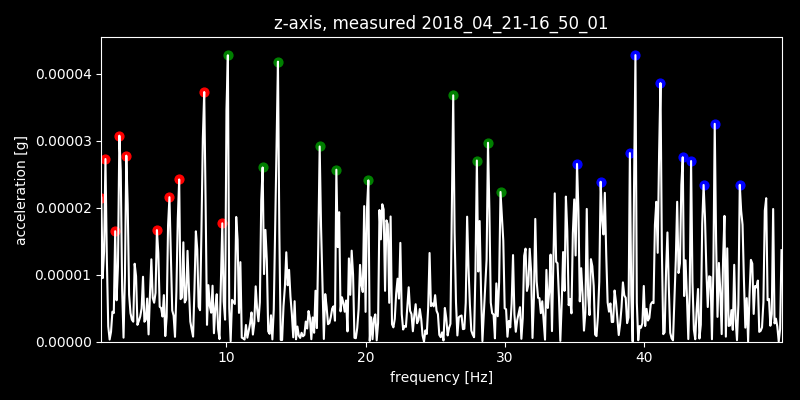 z-axis, measured 2018_04_21-16_50_01
0.00004
0.00003
0.00002
0.00001
0.00000
acceleration [g]
10 20 30 40
frequency [Hz]